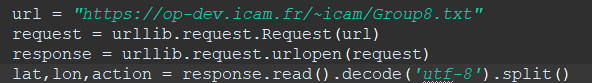 url = "https://op-dev.icam.fr/~icam/Group8.txt"
request = urllib.request.Request(url)
response = urllib.request.urlopen(request)
lat,lon,action = response.read().decode('utf-8').split()